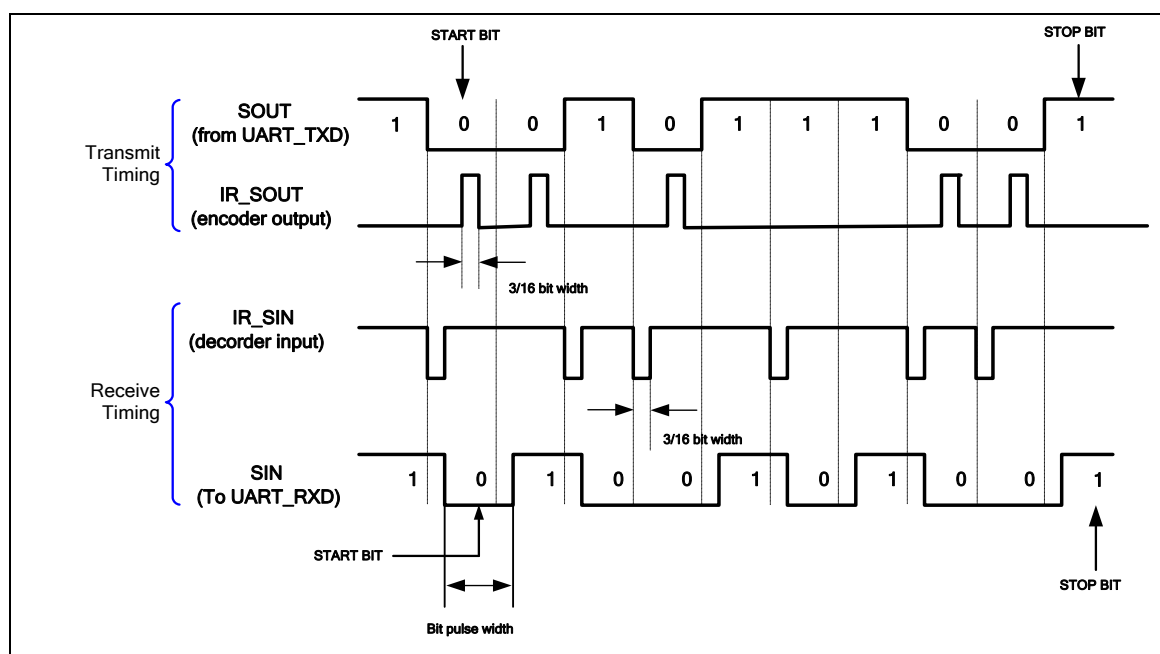 START BIT
STOP BIT
Transmit
Timing
SOUT
(from UART_TXD)
1 0 0 1 0 1 1 1 0 0 1
IR_SOUT
(encoder output)
3/16 bit width
Receive
Timing
IR_SIN
(decorder input)
3/16 bit width
SIN
(To UART_RXD)
1 0 1 0 0 1 0 1 0 0 1
START BIT
STOP BIT
Bit pulse width